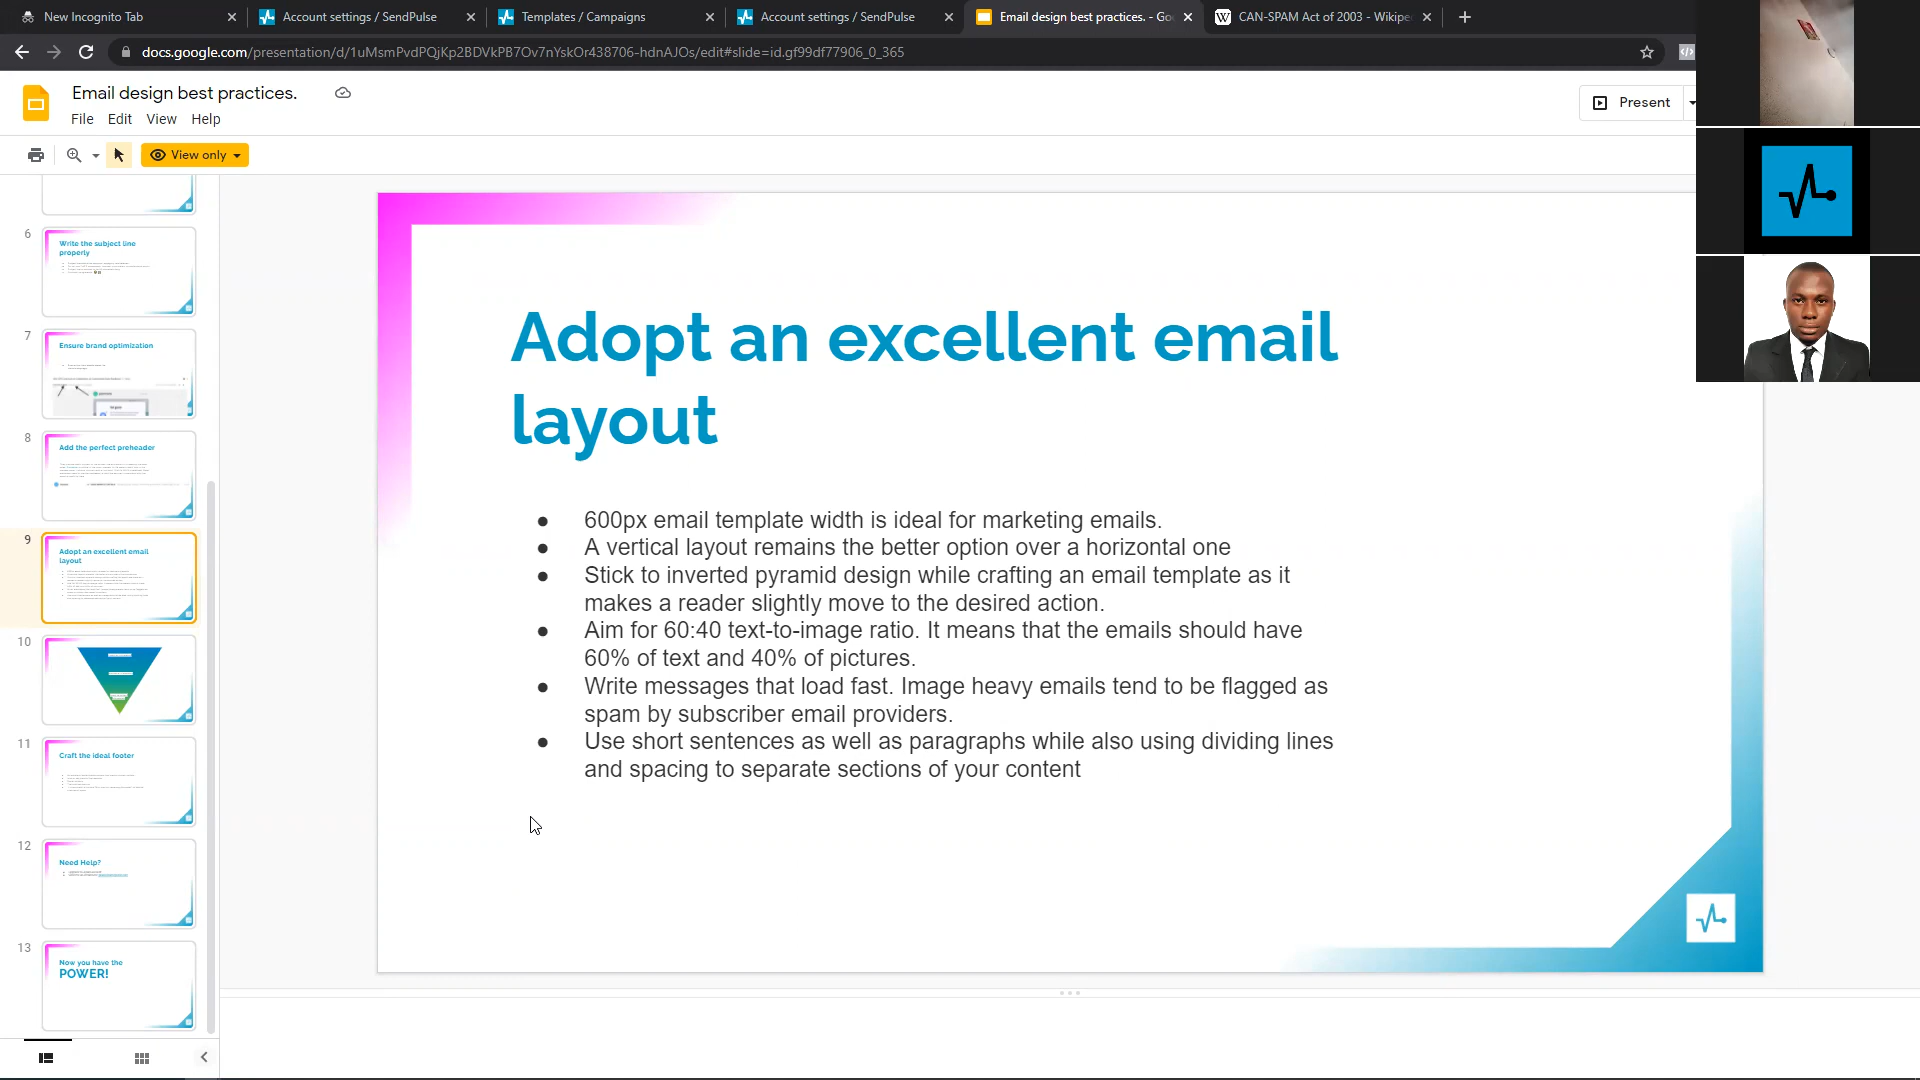 New Incognito Tab
Account settings / SendPulse
Templates / Campaigns
Account settings / SendPulse
Email design best practices. - Go
CAN-SPAM Act of 2003 - Wikipe
docs.google.com/presentation/d/1uMsmPvdPQjKp2BDVkPB7Ov7nYskOr438706-hdnAJOs/edit#slide=id.gf99df77906_0_365
Email design best practices.
File Edit View Help
Present
View only
6
Write the subject line
properly
7
Ensure brand optimization
8
Add the perfect preheader
9
Adopt an excellent email
layout
10
11
Craft the ideal footer
12
Need Help?
13
Now you have the
POWER!
Adopt an excellent email
layout
● 600px email template width is ideal for marketing emails.
● A vertical layout remains the better option over a horizontal one
● Stick to inverted pyramid design while crafting an email template as it
makes a reader slightly move to the desired action.
● Aim for 60:40 text-to-image ratio. It means that the emails should have
60% of text and 40% of pictures.
● Write messages that load fast. Image heavy emails tend to be flagged as
spam by subscriber email providers.
● Use short sentences as well as paragraphs while also using dividing lines
and spacing to separate sections of your content